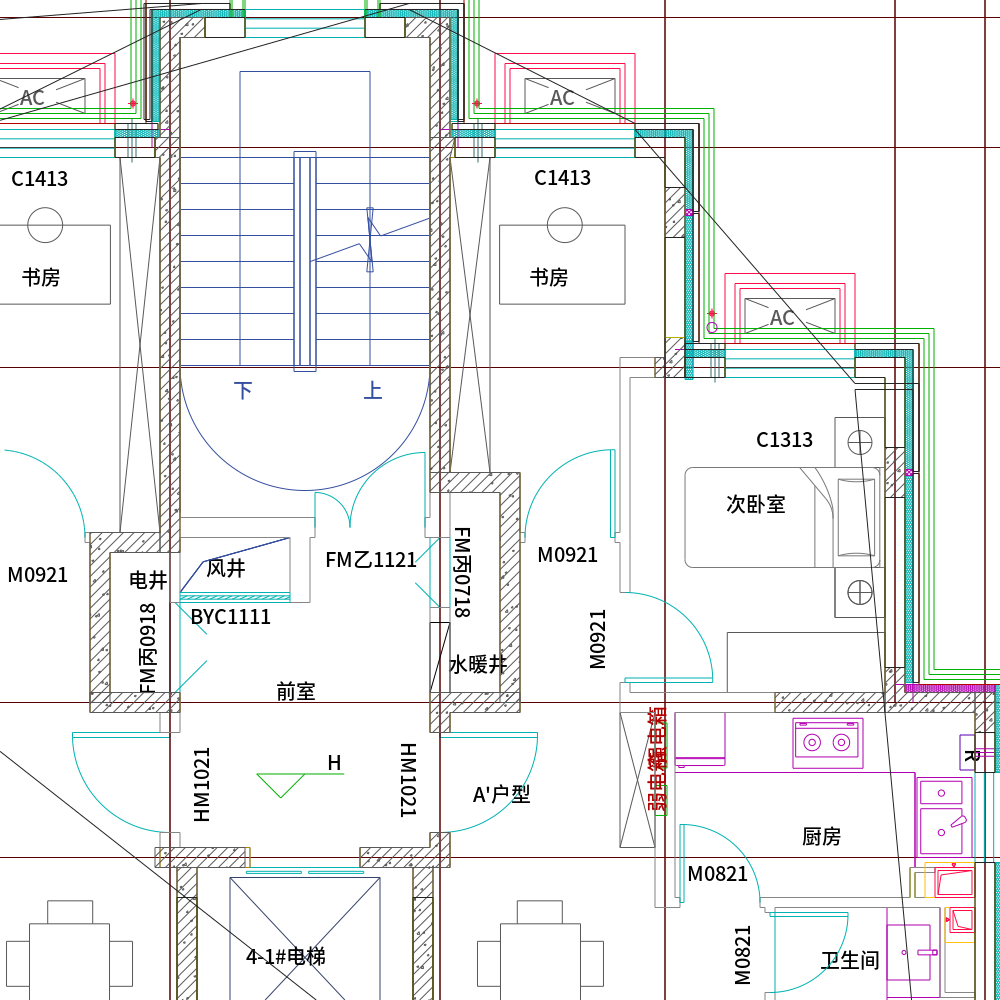 AC
AC
C1413
C1413
书房
书房
AC
下
上
C1313
次卧室
M0921
电井
风井
FM乙1121
FM丙0718
M0921
FM丙0918
BYC1111
M0921
水暖井
前室
HM1021
H
HM1021
A'户型
弱电箱
强电箱
R
厨房
M0821
4-1#电梯
M0821
卫生间